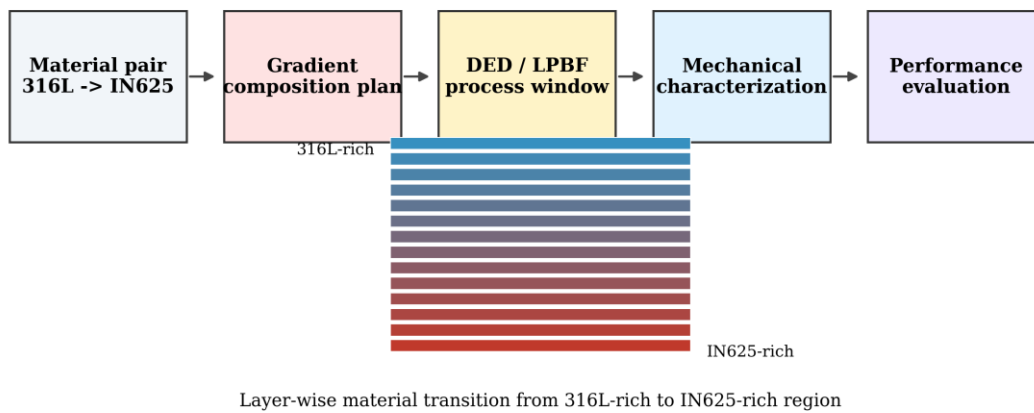 Material pair
316L -> IN625
Gradient
composition plan
DED / LPBF
process window
Mechanical
characterization
Performance
evaluation
316L-rich
IN625-rich
Layer-wise material transition from 316L-rich to IN625-rich region